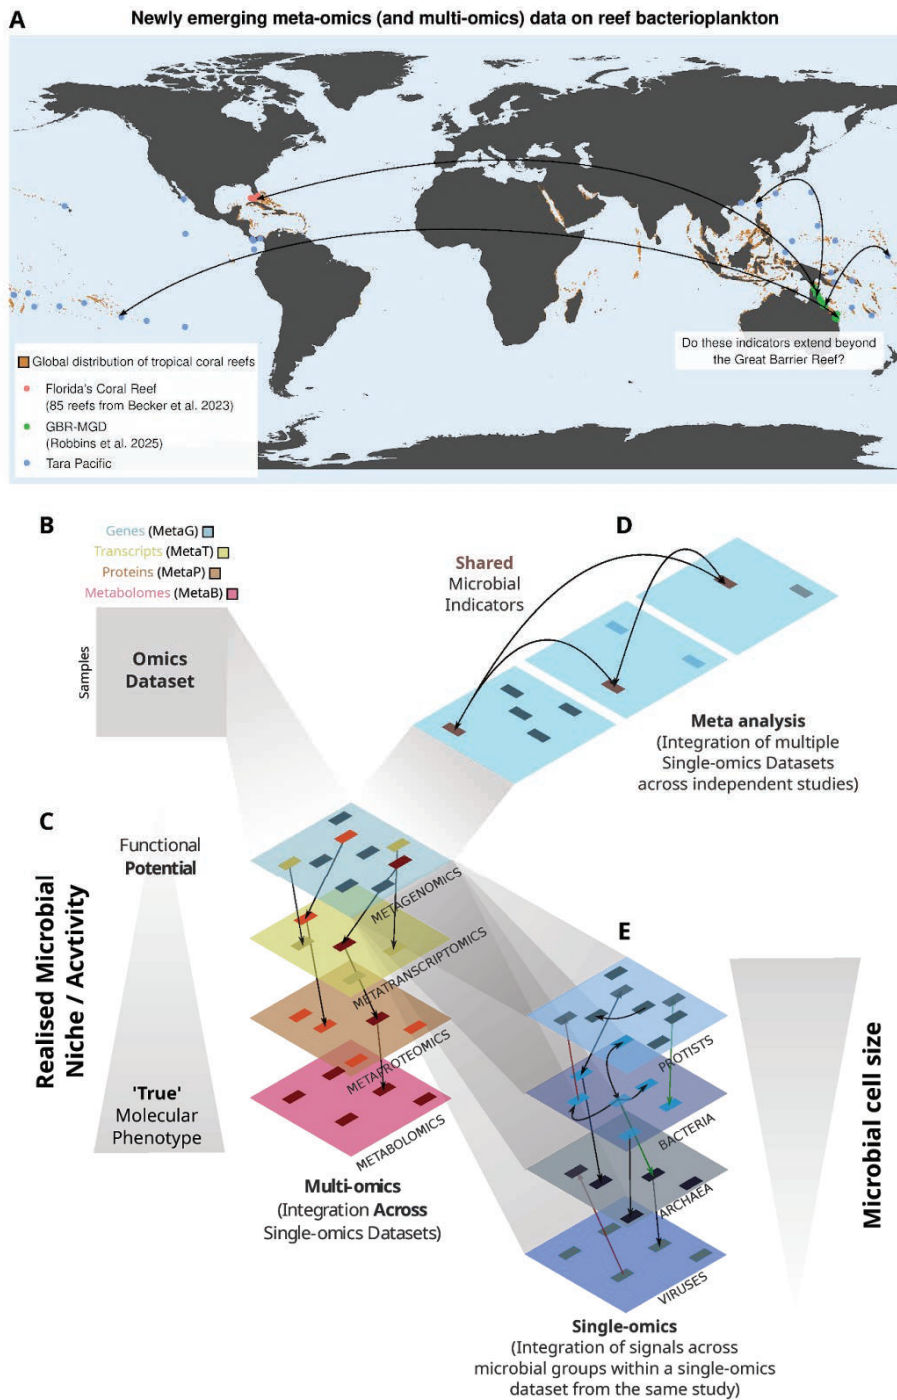 A
Newly emerging meta-omics (and multi-omics) data on reef bacterioplankton
Do these indicators extend beyond
the Great Barrier Reef?
Global distribution of tropical coral reefs
Florida's Coral Reef
(85 reefs from Becker et al. 2023)
GBR-MGD
(Robbins et al. 2025)
Tara Pacific
B
Genes (MetaG)
Transcripts (MetaT)
Proteins (MetaP)
Metabolomes (MetaB)
Samples
Omics
Dataset
D
Shared
Microbial
Indicators
Meta analysis
(Integration of multiple
Single-omics Datasets
across independent studies)
C
Realised Microbial
Niche / Acvtivity
Functional
Potential
'True'
Molecular
Phenotype
METAGENOMICS
METATRANSCRIPTOMICS
METAPROTEOMICS
METABOLOMICS
Multi-omics
(Integration Across
Single-omics Datasets)
E
PROTISTS
BACTERIA
ARCHAEA
VIRUSES
Microbial cell size
Single-omics
(Integration of signals across
microbial groups within a single-omics
dataset from the same study)